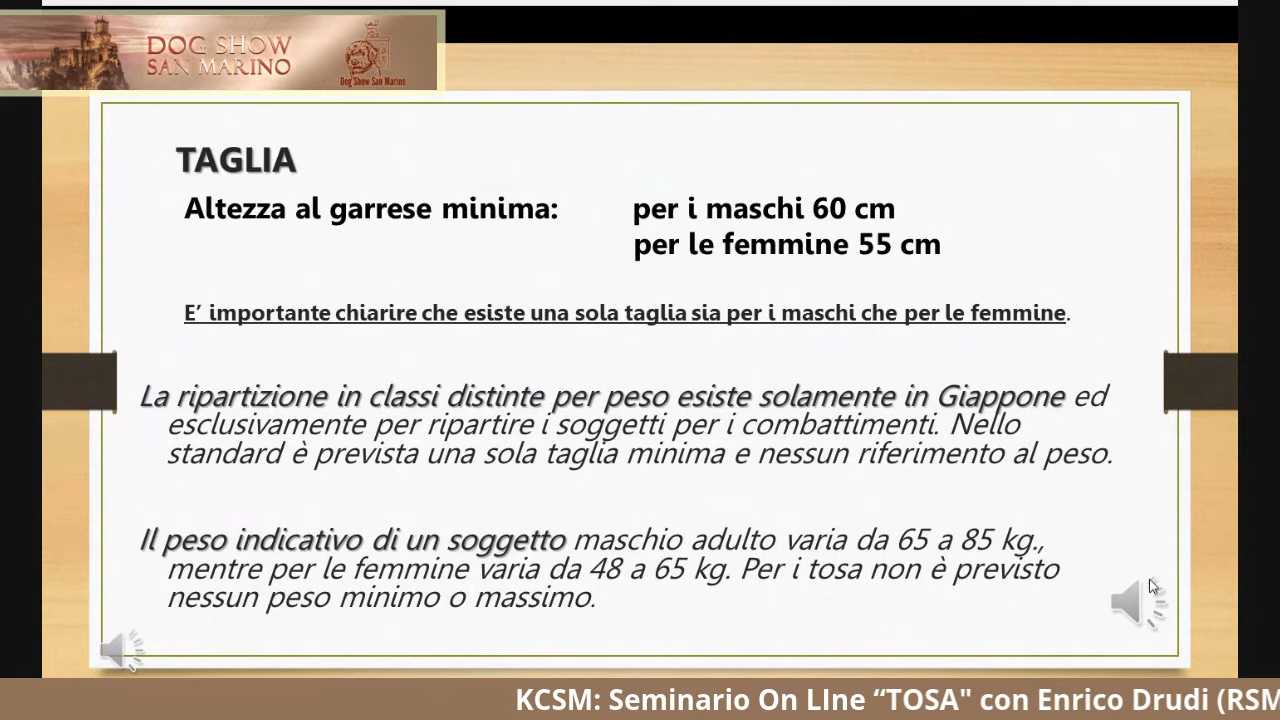 DOG SHOW
SAN MARINO
Dog Show San Marino
TAGLIA
Altezza al garrese minima: per i maschi 60 cm
per le femmine 55 cm
E’ importante chiarire che esiste una sola taglia sia per i maschi che per le femmine.
La ripartizione in classi distinte per peso esiste solamente in Giappone ed
esclusivamente per ripartire i soggetti per i combattimenti. Nello
standard è prevista una sola taglia minima e nessun riferimento al peso.
Il peso indicativo di un soggetto maschio adulto varia da 65 a 85 kg.,
mentre per le femmine varia da 48 a 65 kg. Per i tosa non è previsto
nessun peso minimo o massimo.
KCSM: Seminario On LIne “TOSA" con Enrico Drudi (RSM